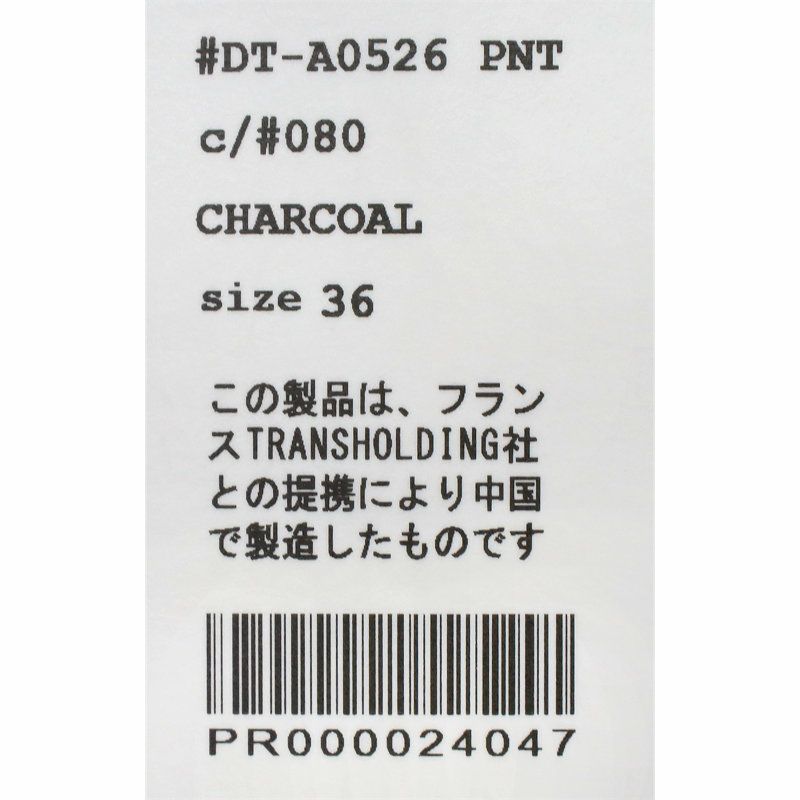 #DT-A0526 PNT
c/#080
CHARCOAL
size 36
この製品は、フラン
スTRANSHOLDING社
との提携により中国
で製造したものです
PR000024047